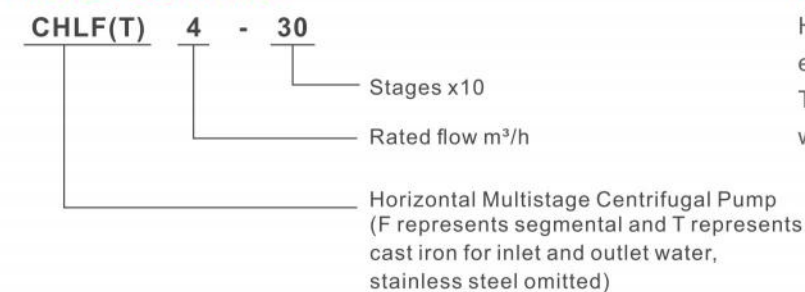 CHLF(T) 4 - 30
Stages x10
Rated flow m³/h
Horizontal Multistage Centrifugal Pump
(F represents segmental and T represents
cast iron for inlet and outlet water,
stainless steel omitted)